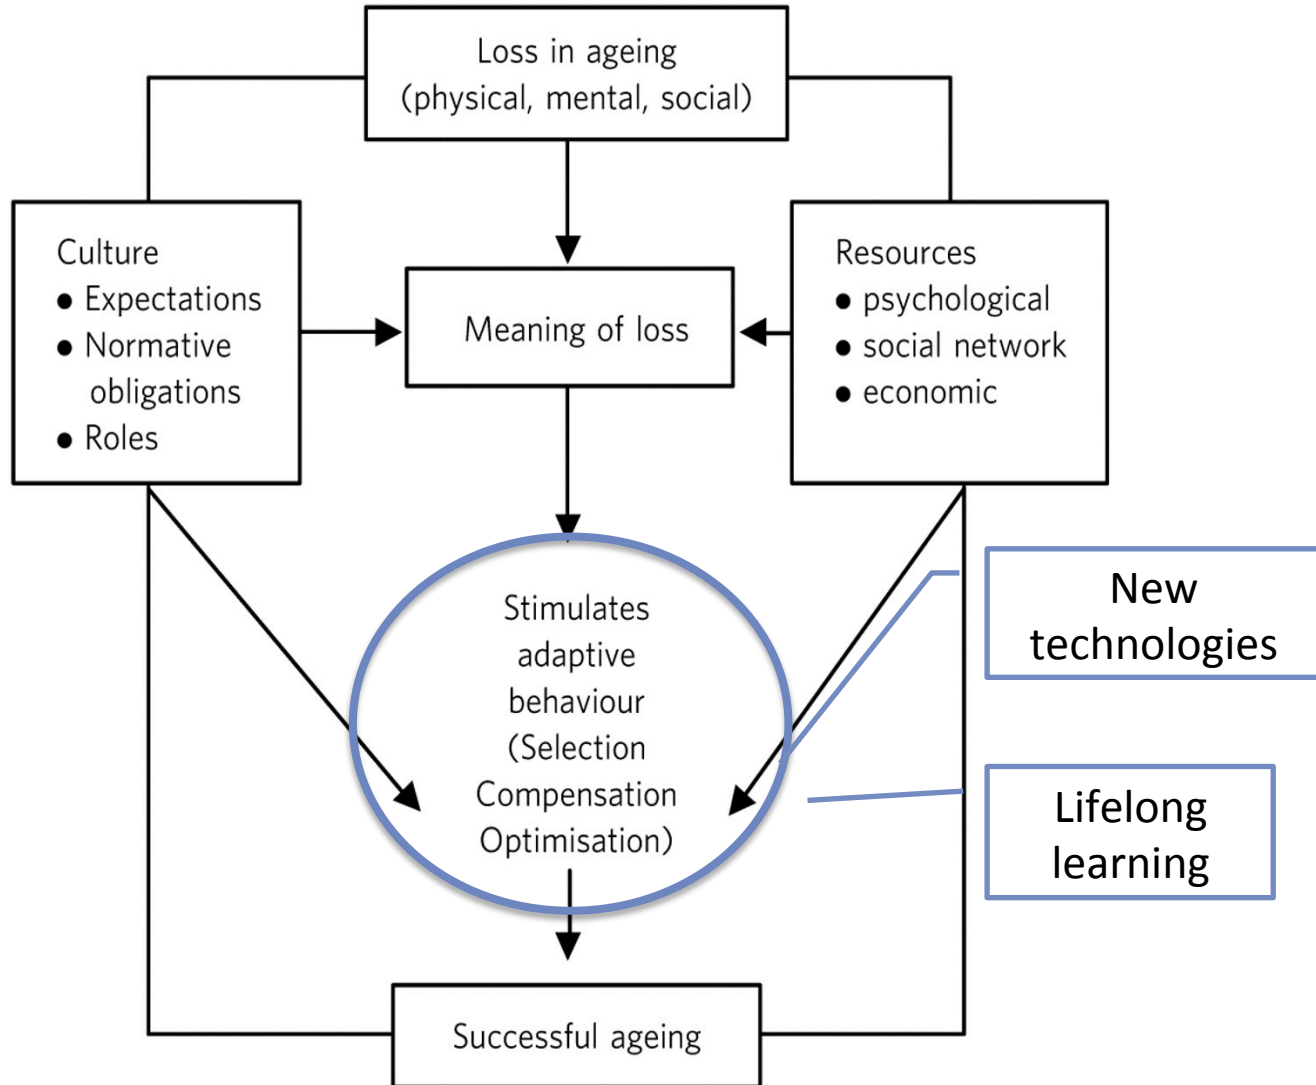 Loss in ageing
(physical, mental, social)
Culture
● Expectations
● Normative
obligations
● Roles
Meaning of loss
Resources
● psychological
● social network
● economic
Stimulates
adaptive
behaviour
(Selection
Compensation
Optimisation)
New
technologies
Lifelong
learning
Successful ageing